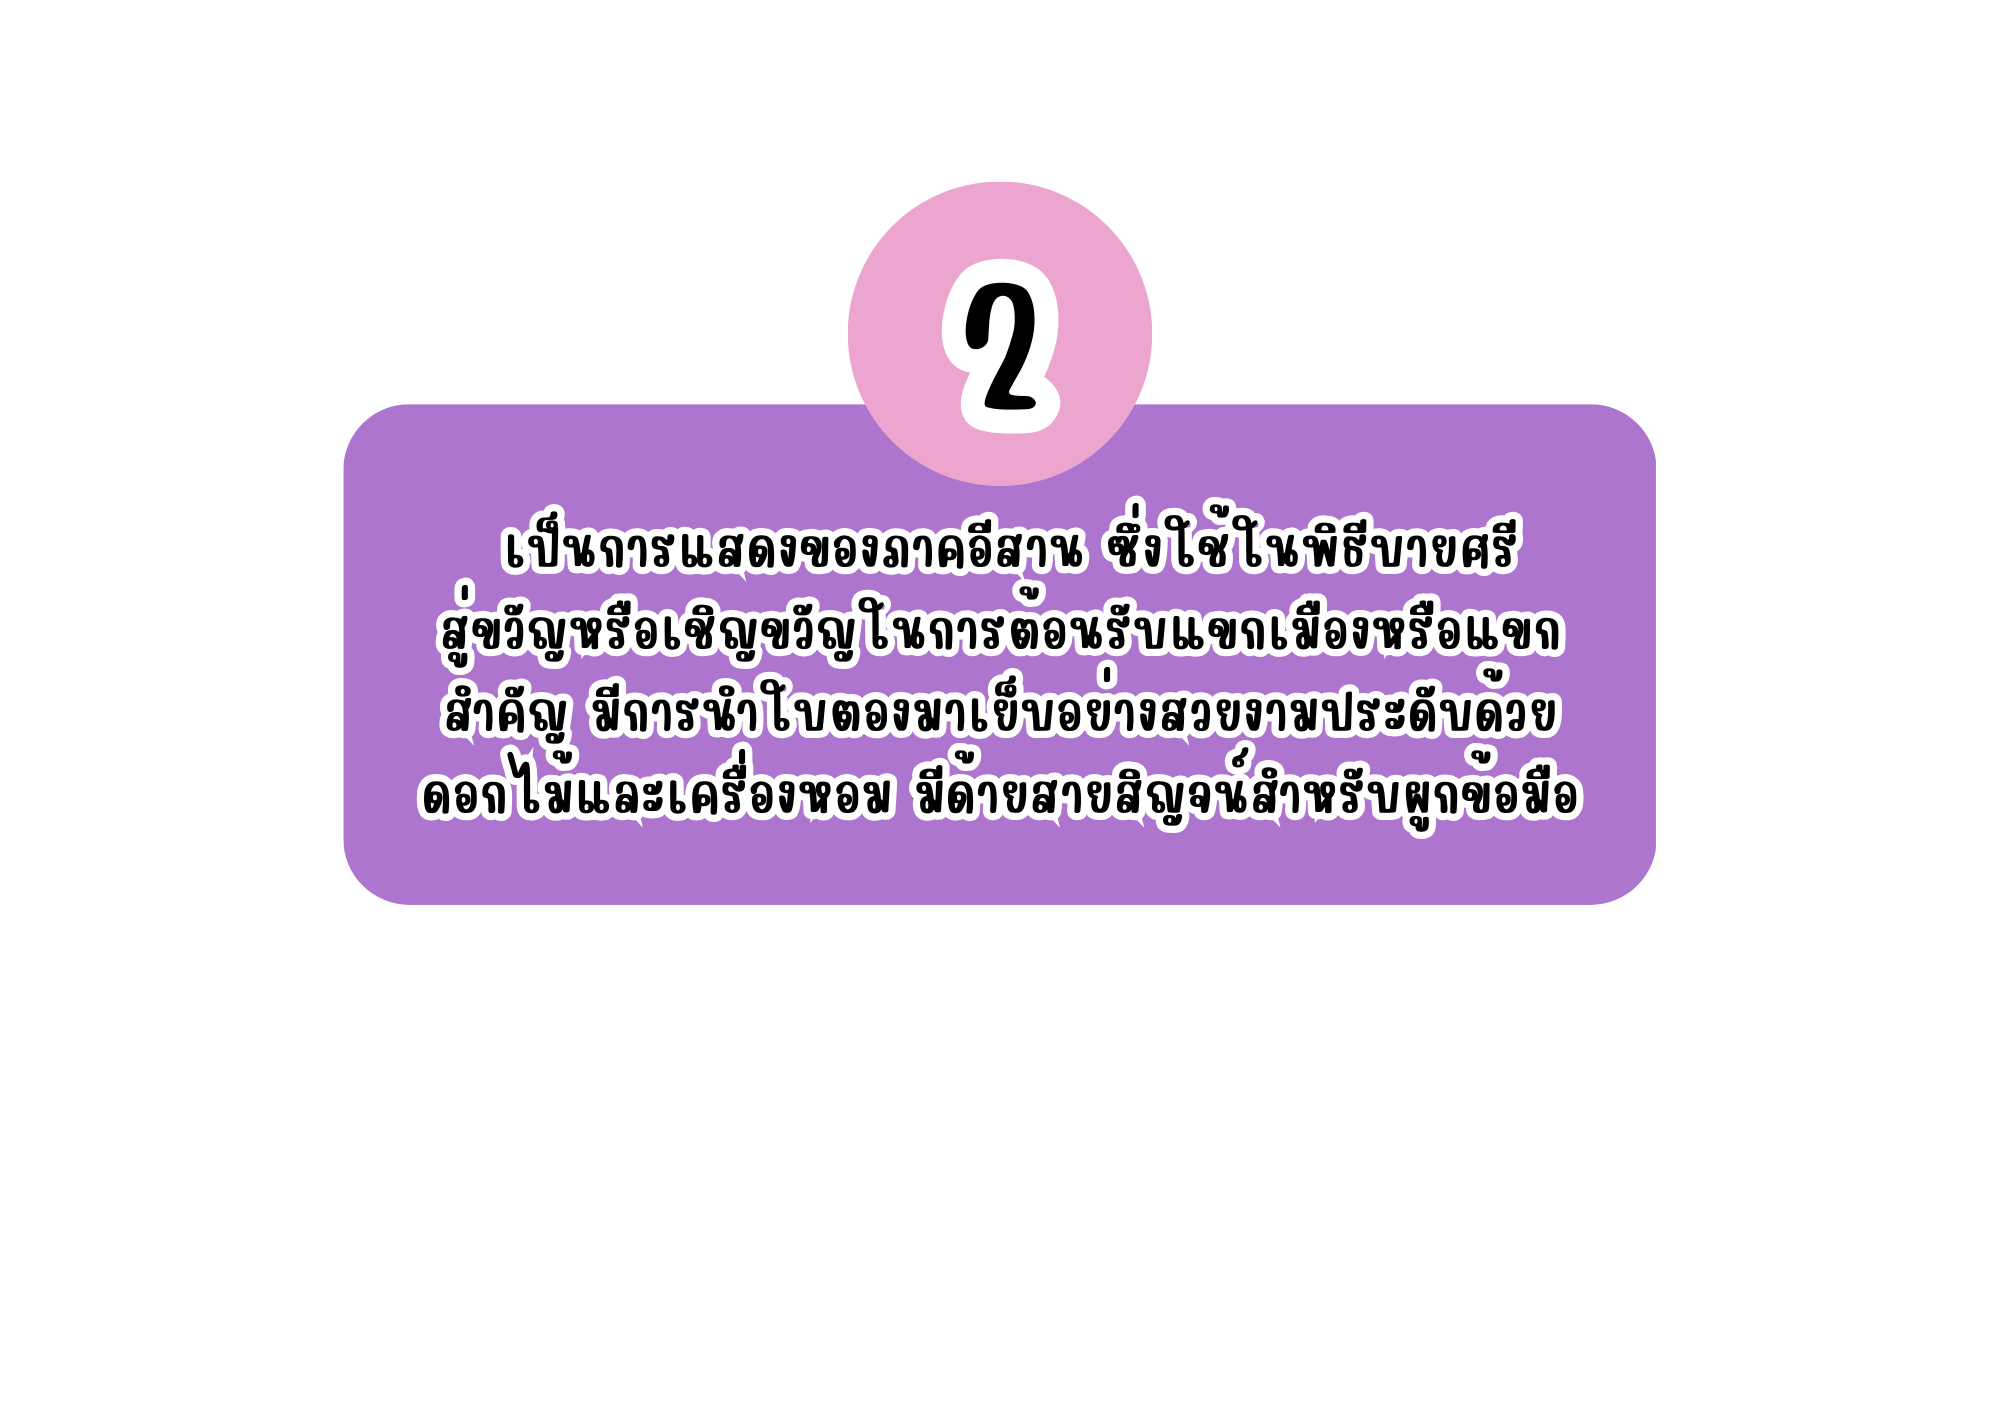 2
เป็นการแสดงของภาคอีสาน ซึ่งใช้ในพิธีบายศรี
สู่ขวัญหรือเชิญขวัญในการต้อนรับแขกเมืองหรือแขก
สำคัญ มีการนำใบตองมาเย็บอย่างสวยงามประดับด้วย
ดอกไม้และเครื่องหอม มีด้ายสายสิญจน์สำหรับผูกข้อมือ